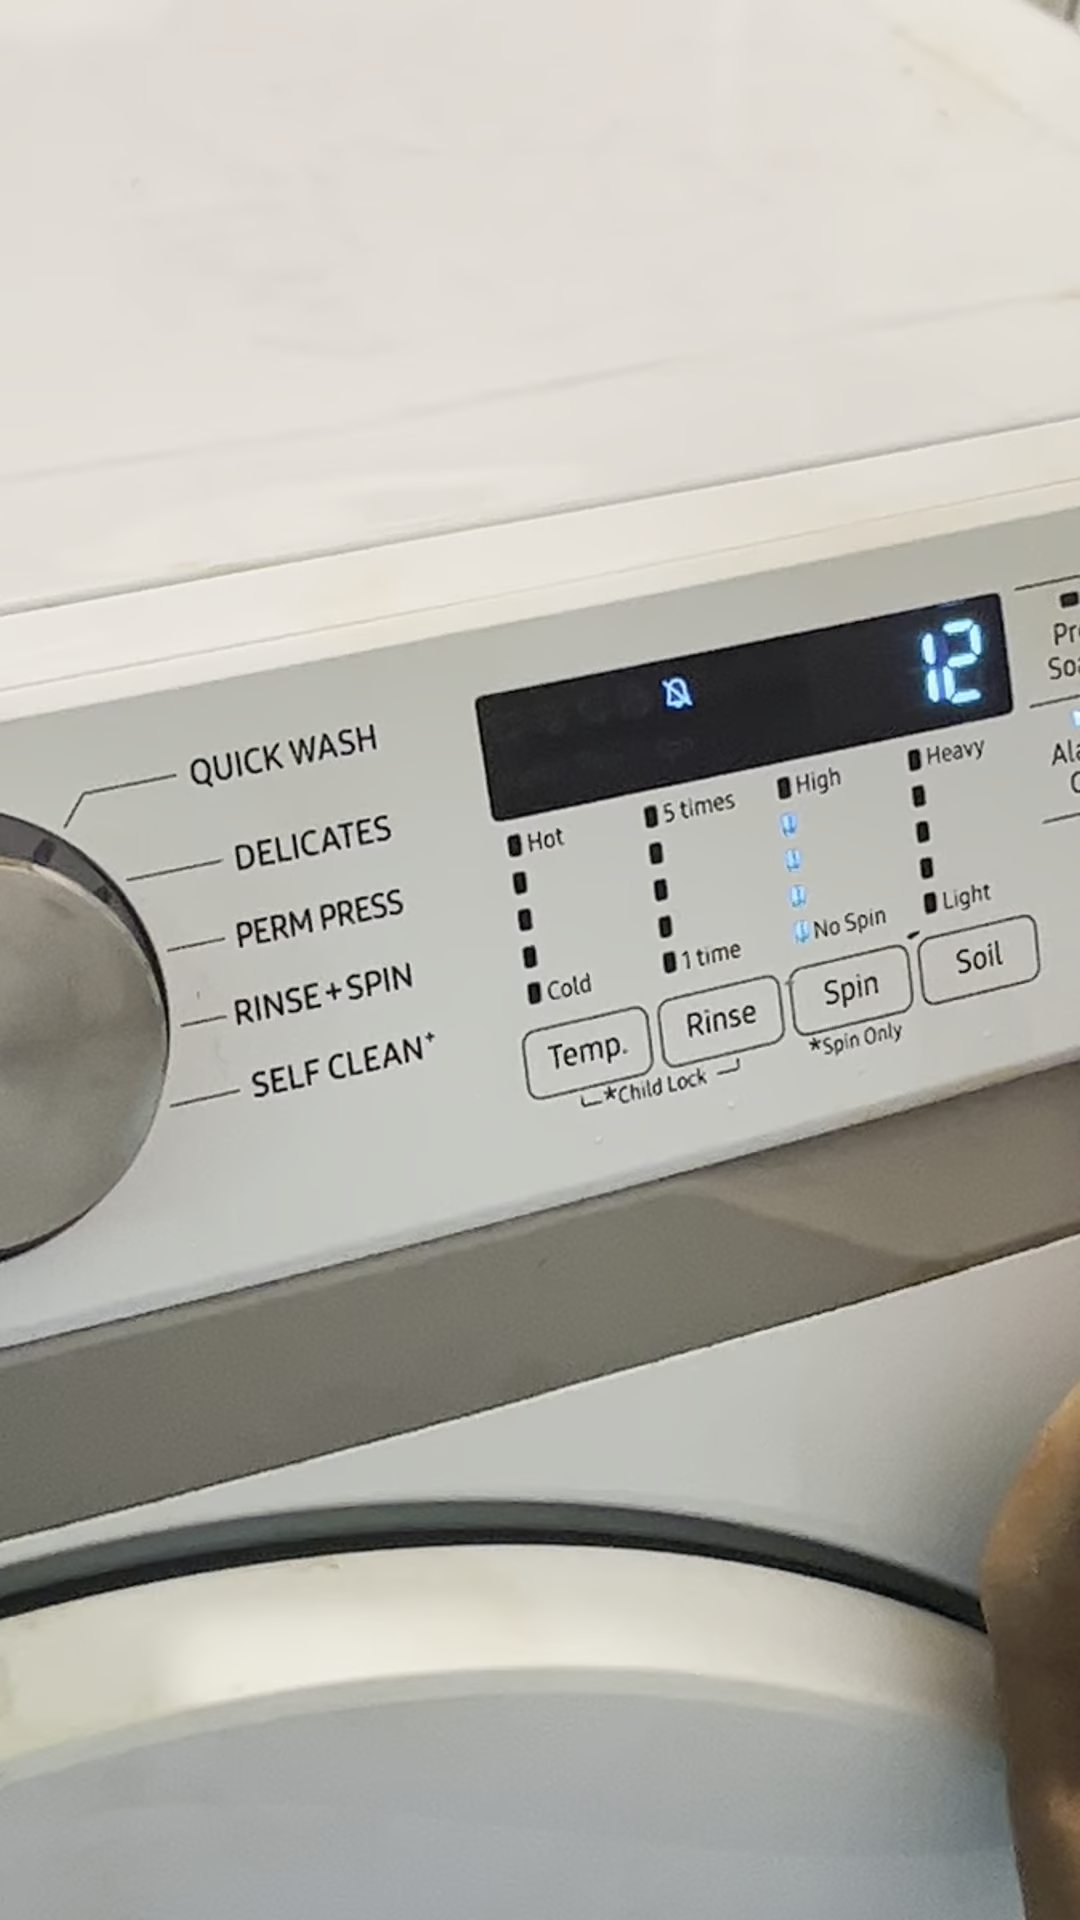 12
QUICK WASH
DELICATES
PERM PRESS
RINSE+SPIN
SELF CLEAN+
Hot
Cold
5 times
1 time
High
No Spin
Heavy
Light
Temp.
Rinse
Spin
Soil
*Child Lock
*Spin Only